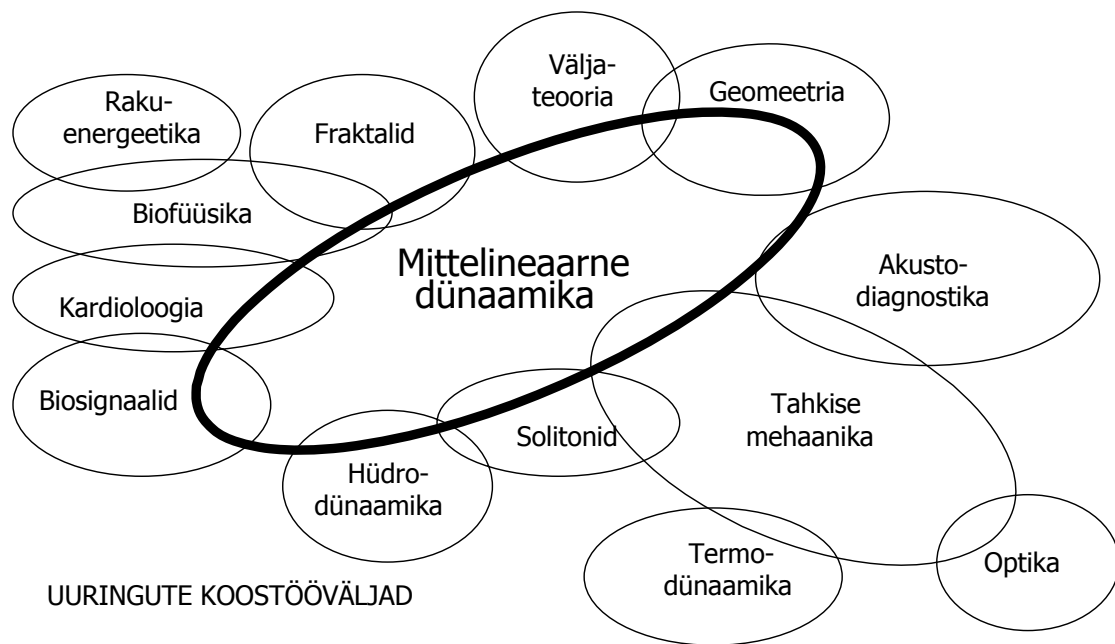 Välja-
teooria
Geomeetria
Raku-
energeetika
Fraktalid
Biofüüsika
Mittelineaarne
dünaamika
Akusto-
diagnostika
Kardioloogia
Biosignaalid
Tahkise
mehaanika
Solitonid
Hüdro-
dünaamika
Termo-
dünaamika
Optika
UURINGUTE KOOSTÖÖVÄLJAD